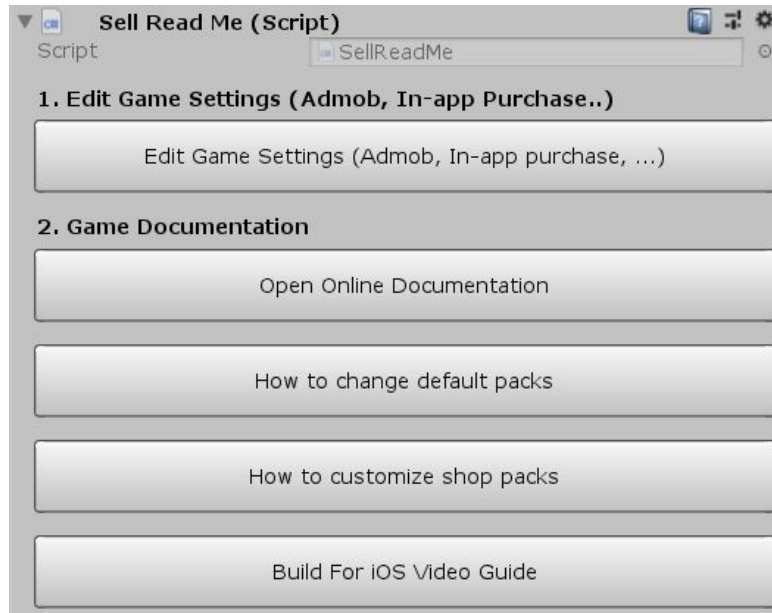 Sell Read Me (Script)
Script SellReadMe
1. Edit Game Settings (Admob, In-app Purchase..)
Edit Game Settings (Admob, In-app purchase, ...)
2. Game Documentation
Open Online Documentation
How to change default packs
How to customize shop packs
Build For iOS Video Guide